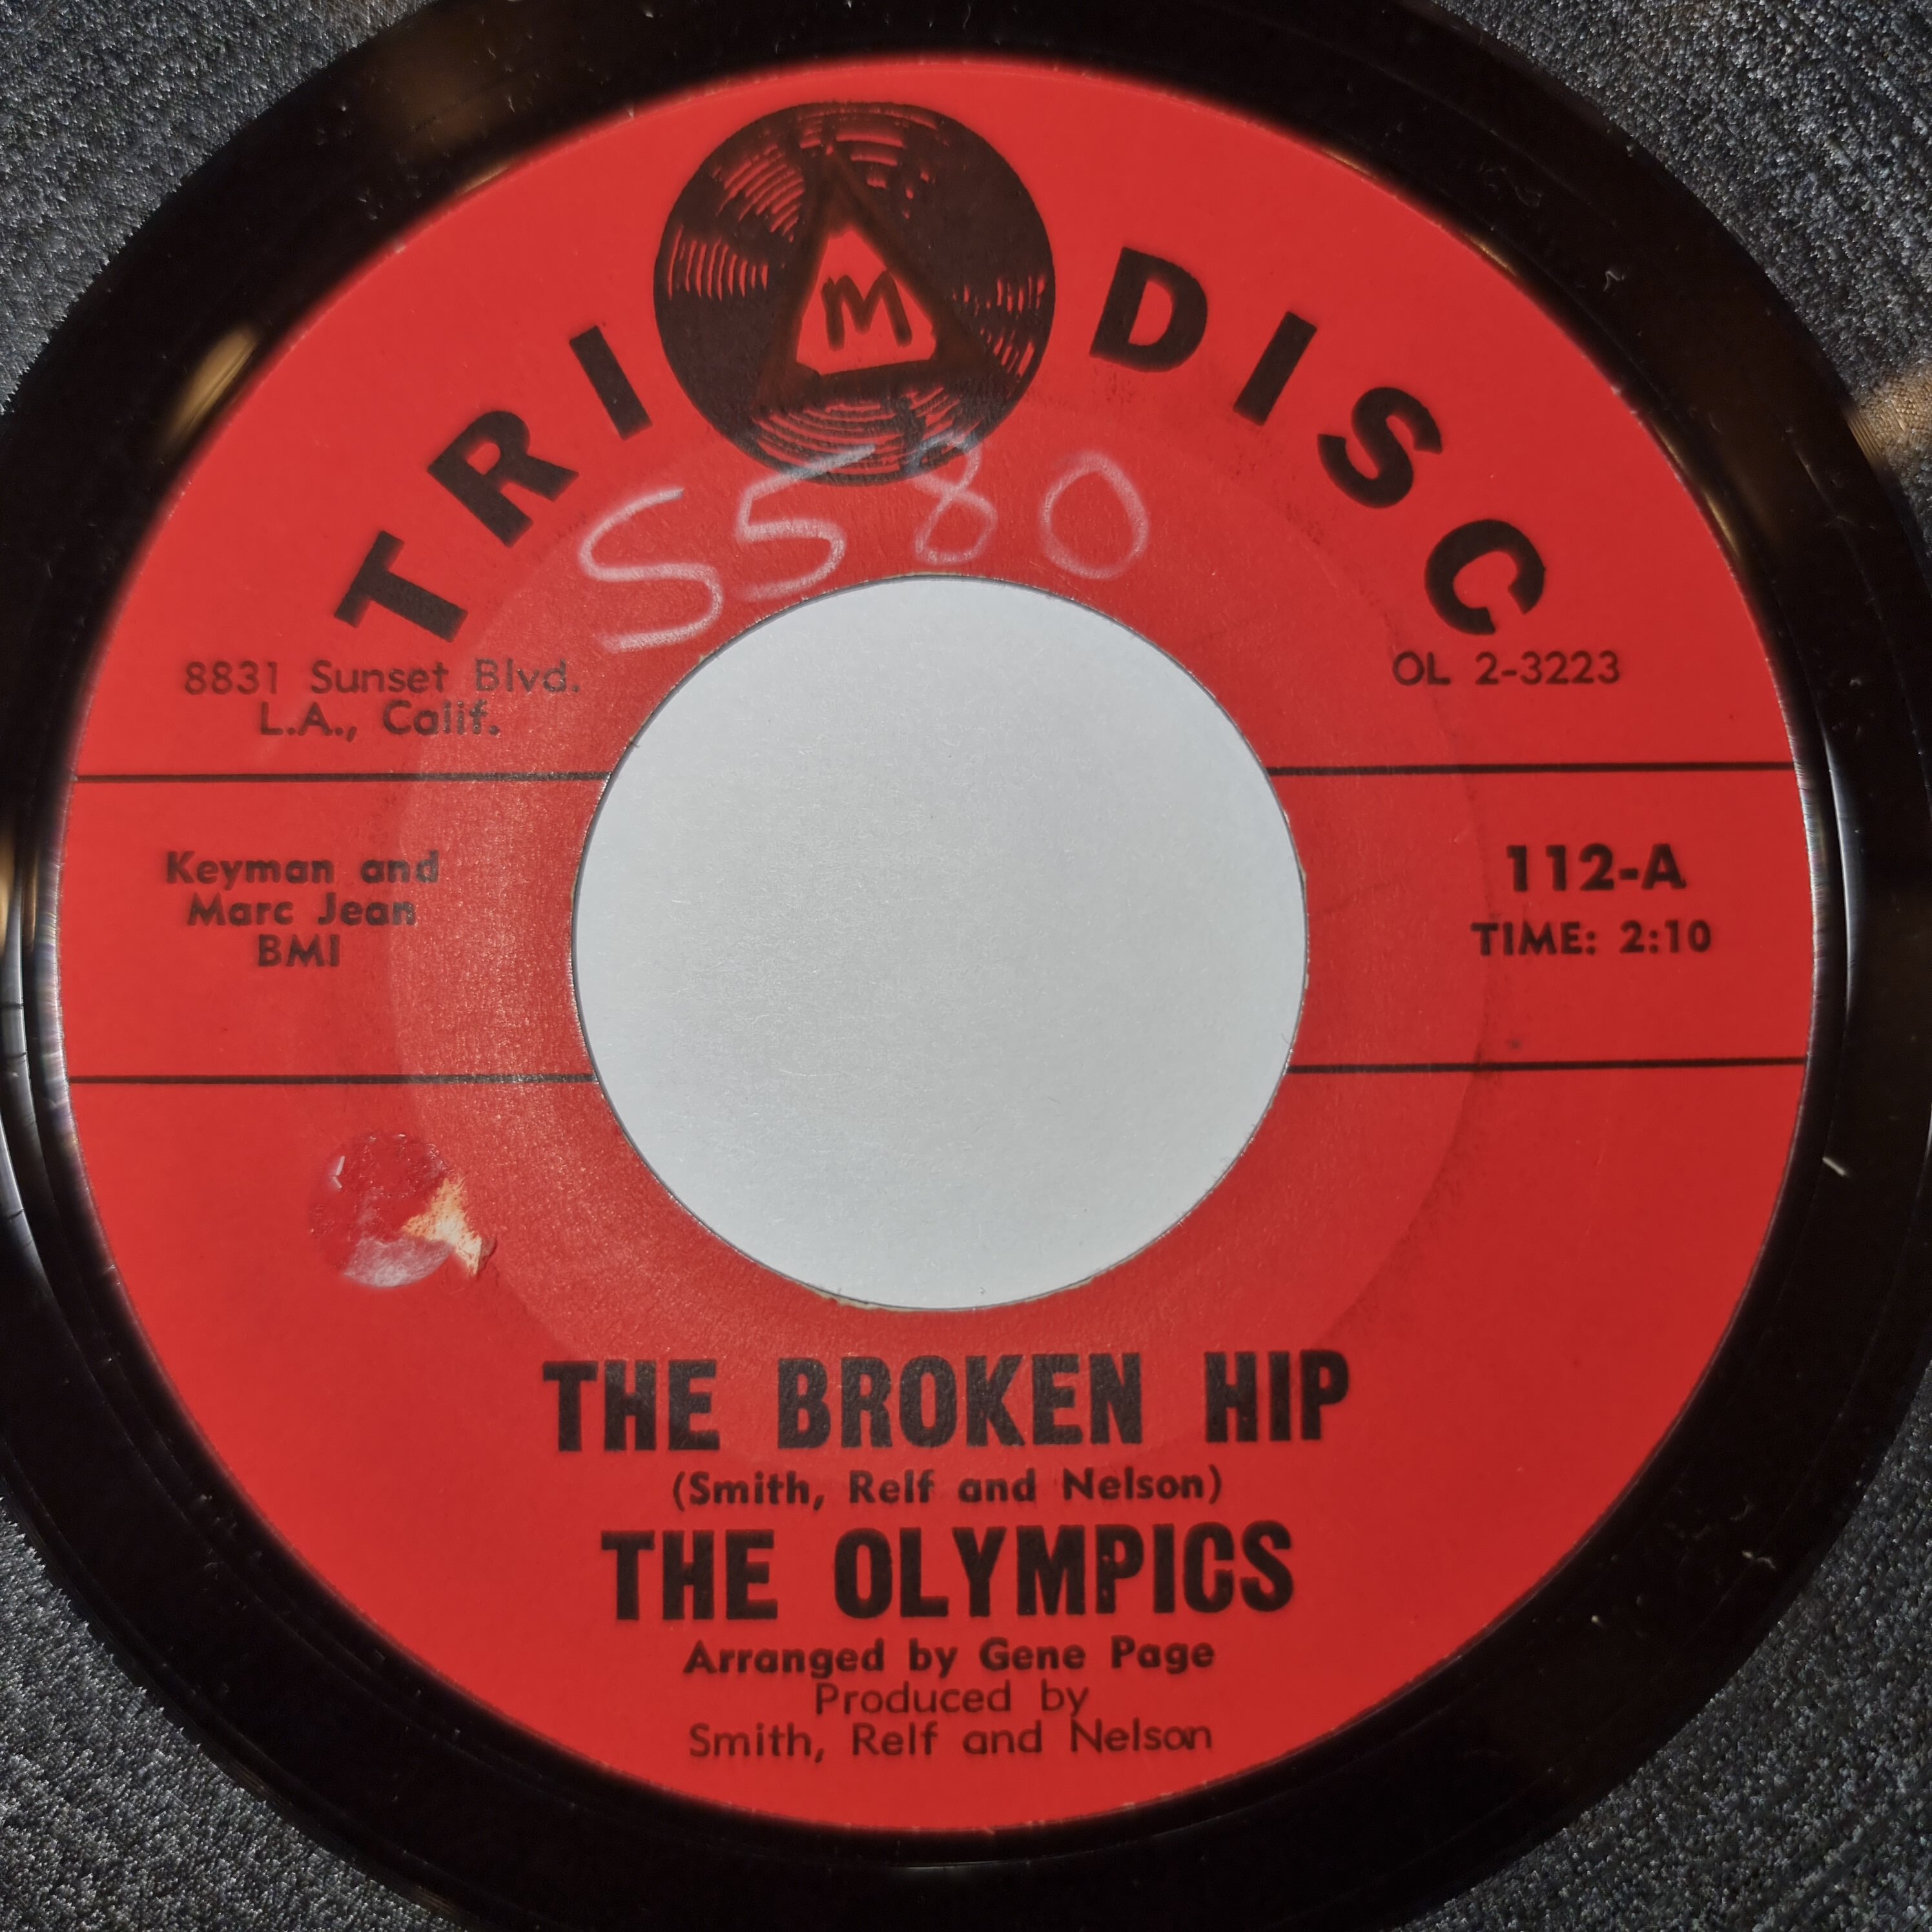 TRI M DISC
S580
8831 Sunset Blvd.
L.A., Calif.
OL 2-3223
Keyman and
Marc Jean
BMI
112-A
TIME: 2:10
THE BROKEN HIP
(Smith, Relf and Nelson)
THE OLYMPICS
Arranged by Gene Page
Produced by
Smith, Relf and Nelson